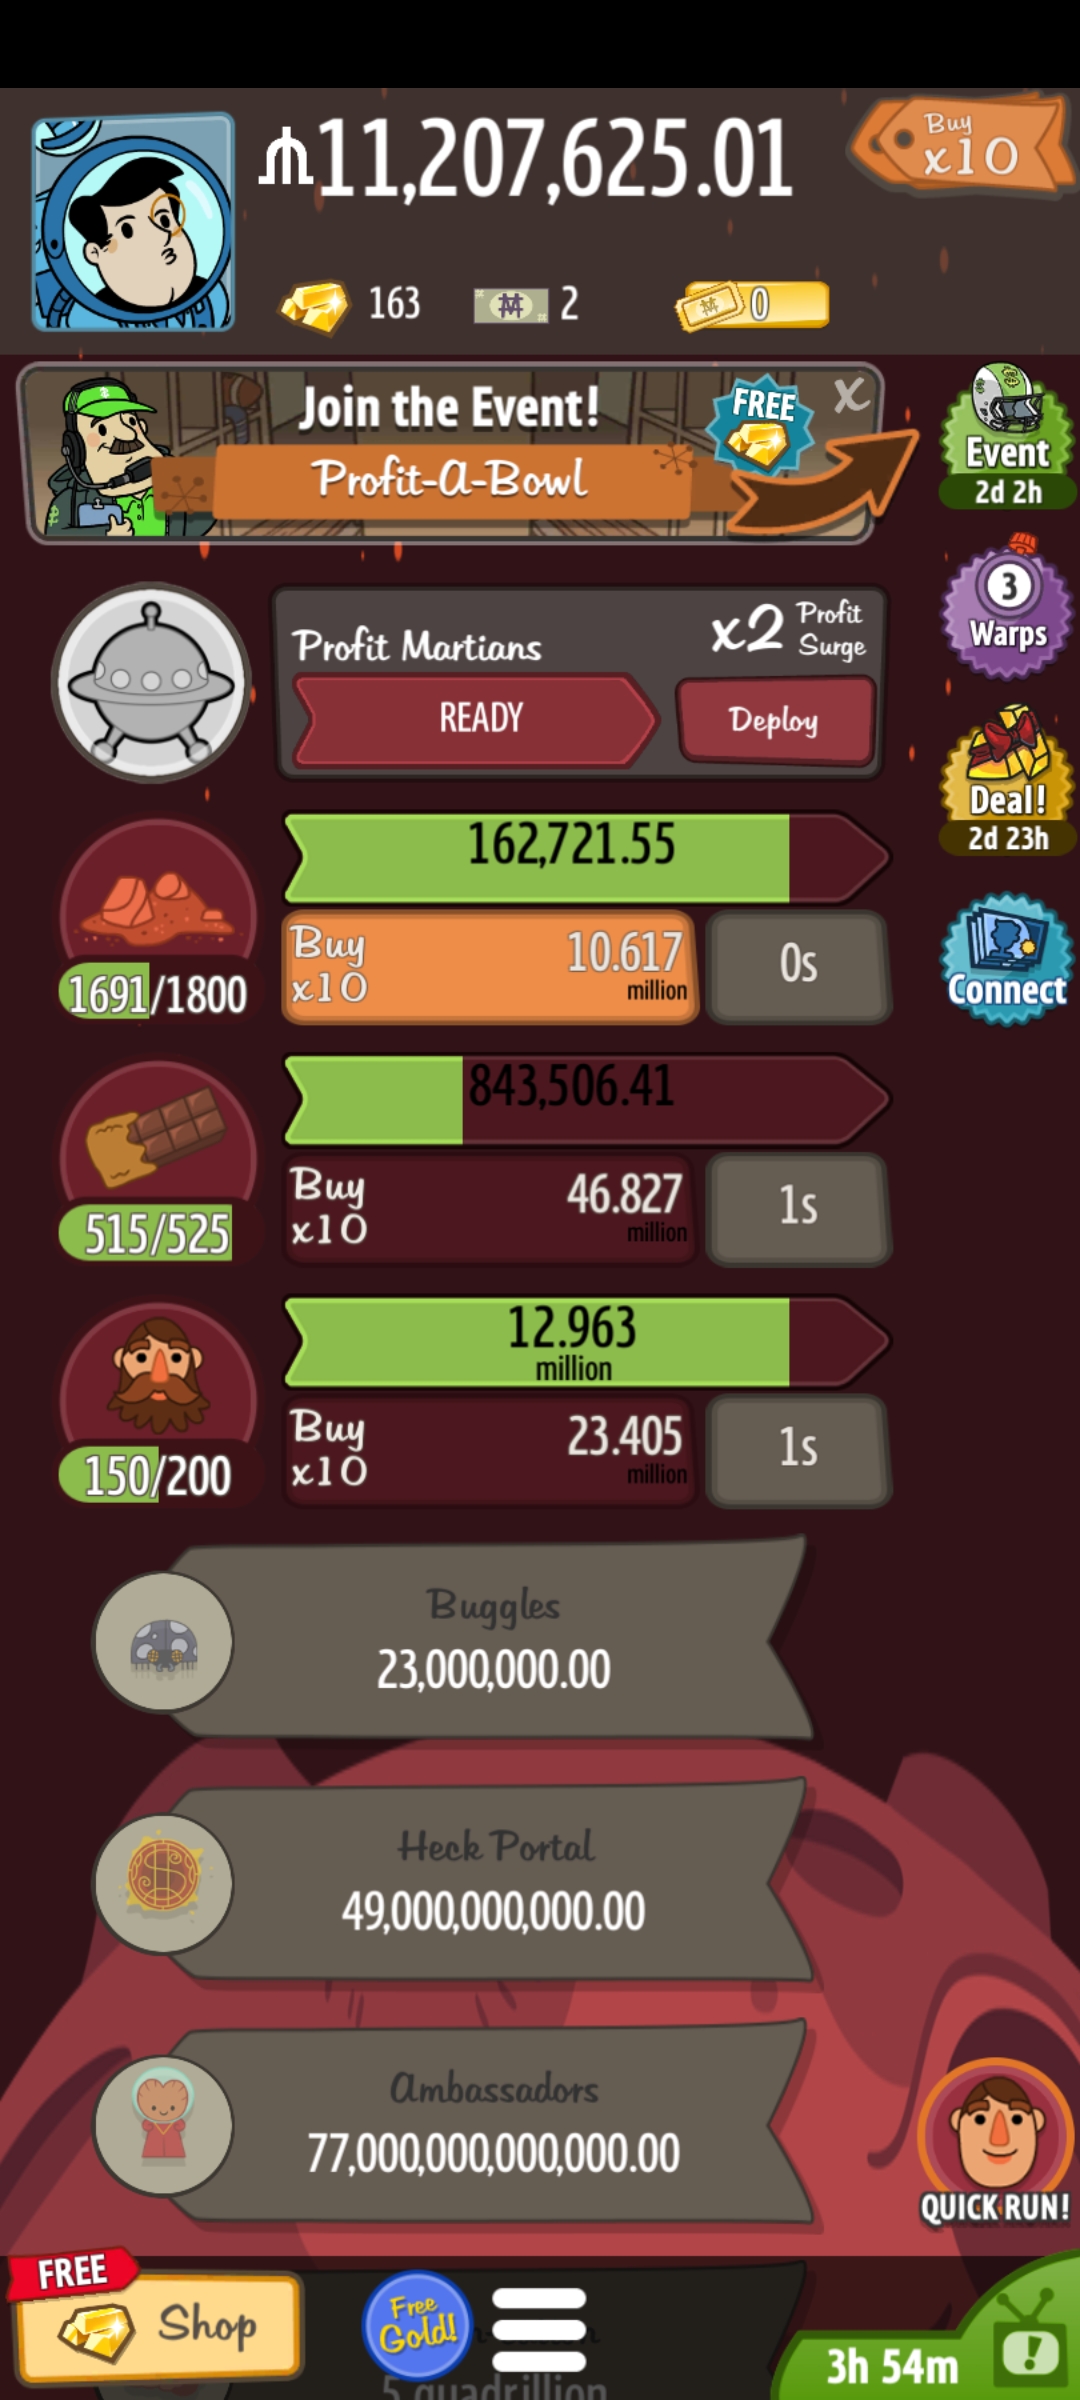 ₼11,207,625.01
Buy
x10
163
2
0
Join the Event!
Profit-A-Bowl
FREE
x
Event
2d 2h
3
Warps
Profit Martians
x2 Profit
Surge
READY
Deploy
Deal!
2d 23h
162,721.55
Buy
x10
10.617
million
0s
1691/1800
Connect
843,506.41
Buy
x10
46.827
million
1s
515/525
12.963
million
Buy
x10
23.405
million
1s
150/200
Buggles
23,000,000.00
Heck Portal
49,000,000,000.00
Ambassadors
77,000,000,000,000.00
QUICK RUN!
FREE
Shop
Free
Gold!
5 quadrillion
3h 54m
!